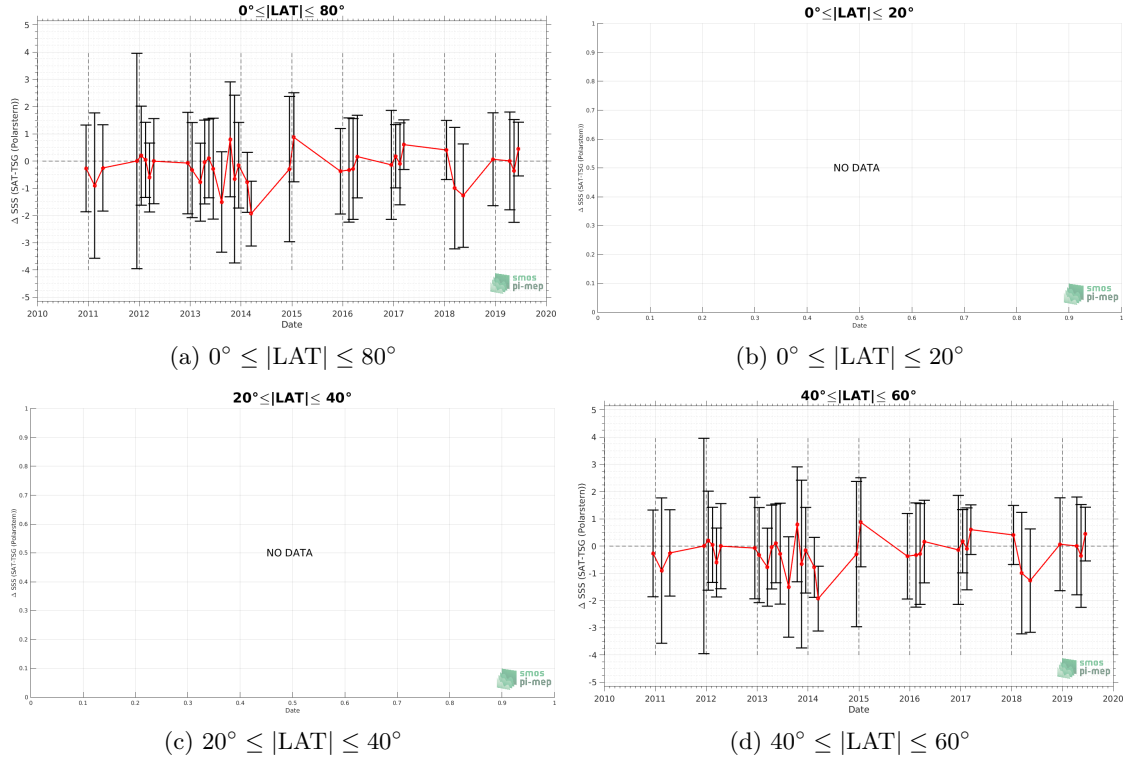 0°≤|LAT|≤ 80°
Δ SSS (SAT-TSG (Polarstern))
5
4
3
2
1
0
-1
-2
-3
-4
-5
2010 2011 2012 2013 2014 2015 2016 2017 2018 2019 2020
Date
smos
pi-mep
(a) 0° ≤ |LAT| ≤ 80°
0°≤|LAT|≤ 20°
Δ SSS (SAT-TSG (Polarstern))
1
0.9
0.8
0.7
0.6
0.5
0.4
0.3
0.2
0.1
0
NO DATA
0 0.1 0.2 0.3 0.4 0.5 0.6 0.7 0.8 0.9 1
Date
smos
pi-mep
(b) 0° ≤ |LAT| ≤ 20°
20°≤|LAT|≤ 40°
Δ SSS (SAT-TSG (Polarstern))
1
0.9
0.8
0.7
0.6
0.5
0.4
0.3
0.2
0.1
0
NO DATA
0 0.1 0.2 0.3 0.4 0.5 0.6 0.7 0.8 0.9 1
Date
smos
pi-mep
(c) 20° ≤ |LAT| ≤ 40°
40°≤|LAT|≤ 60°
Δ SSS (SAT-TSG (Polarstern))
5
4
3
2
1
0
-1
-2
-3
-4
-5
2010 2011 2012 2013 2014 2015 2016 2017 2018 2019 2020
Date
smos
pi-mep
(d) 40° ≤ |LAT| ≤ 60°